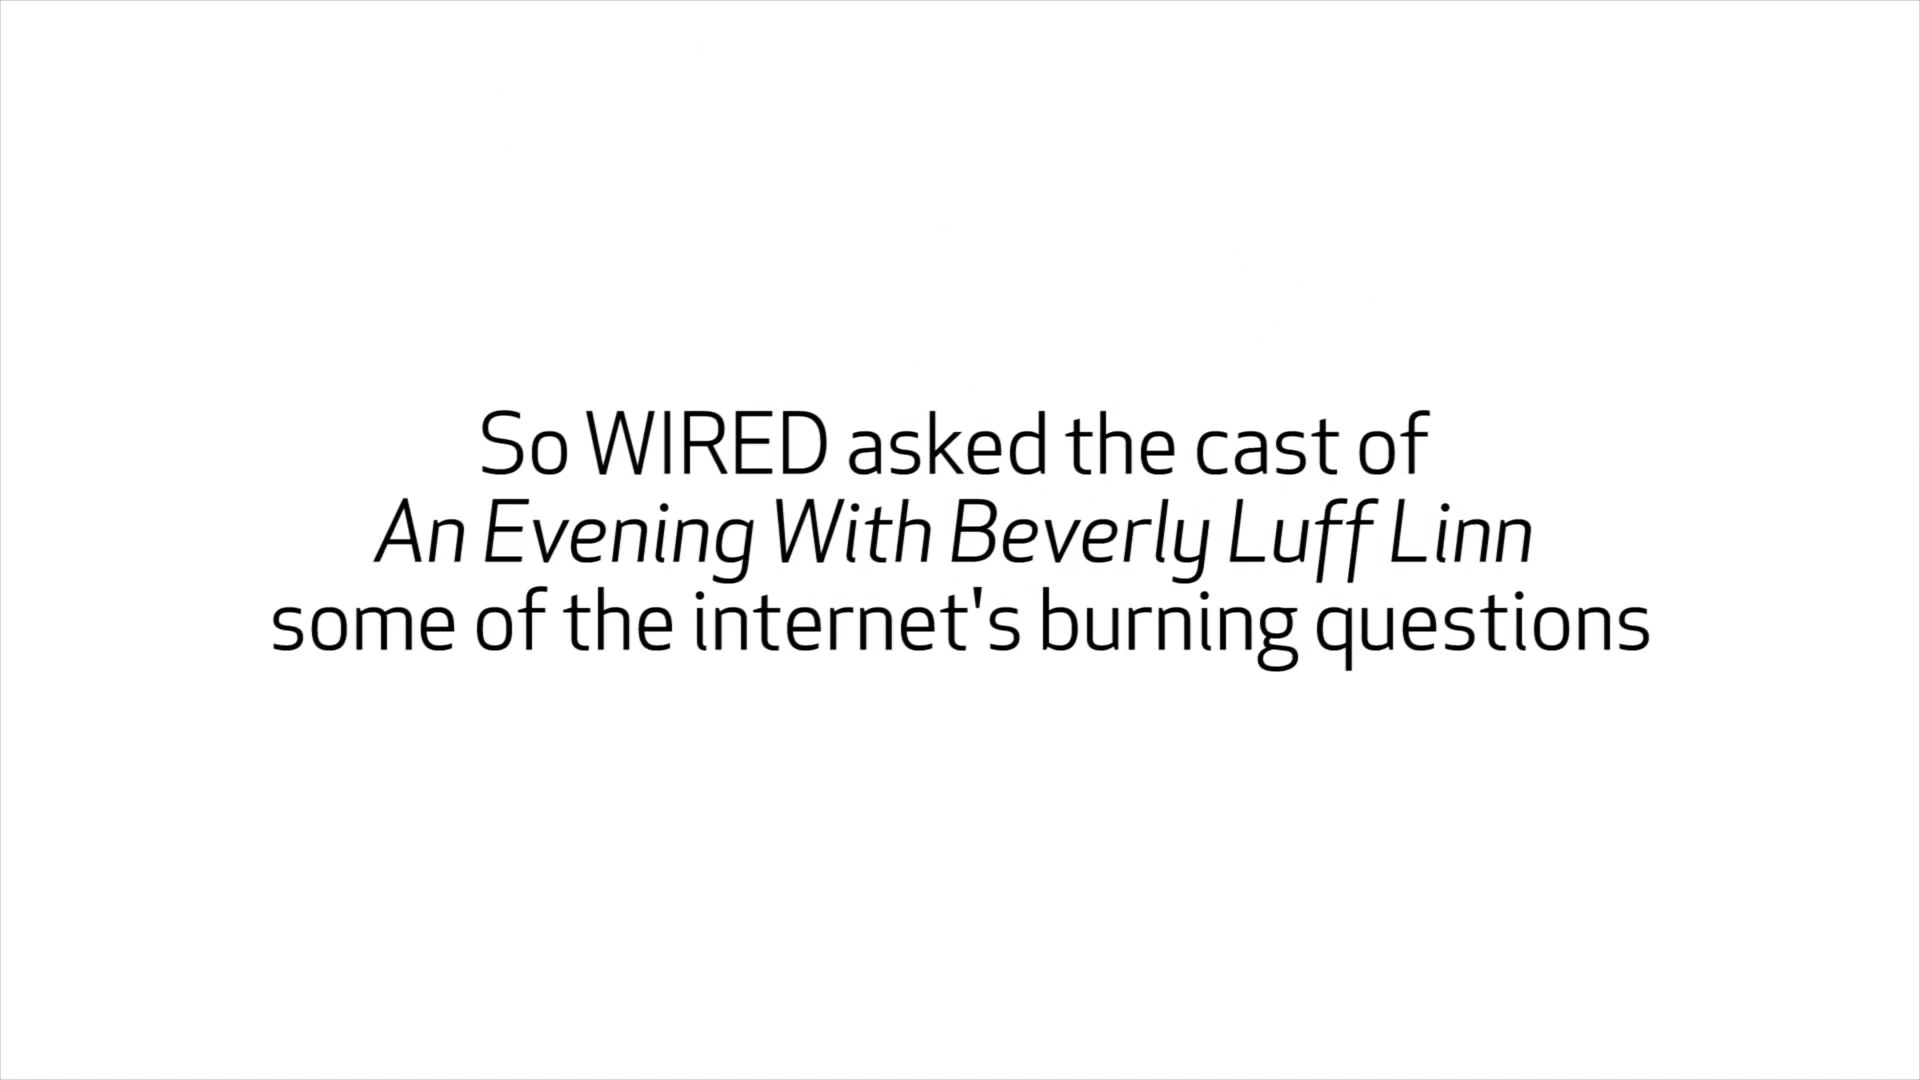 So WIRED asked the cast of
An Evening With Beverly Luff Linn
some of the internet's burning questions